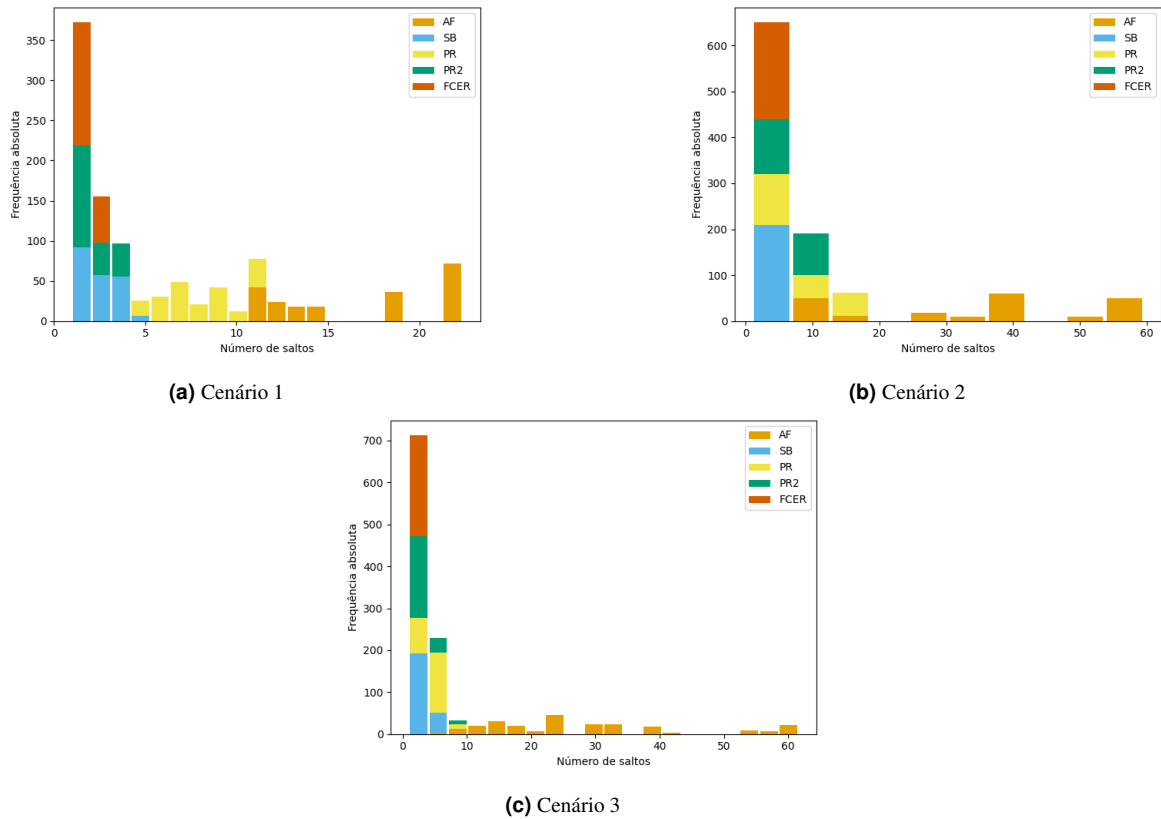 AF
SB
PR
PR2
FCER
Frequência absoluta
350
300
250
200
150
100
50
0
0 5 10 15 20
Número de saltos
(a) Cenário 1
AF
SB
PR
PR2
FCER
Frequência absoluta
600
500
400
300
200
100
0
0 10 20 30 40 50 60
Número de saltos
(b) Cenário 2
AF
SB
PR
PR2
FCER
Frequência absoluta
700
600
500
400
300
200
100
0
0 10 20 30 40 50 60
Número de saltos
(c) Cenário 3